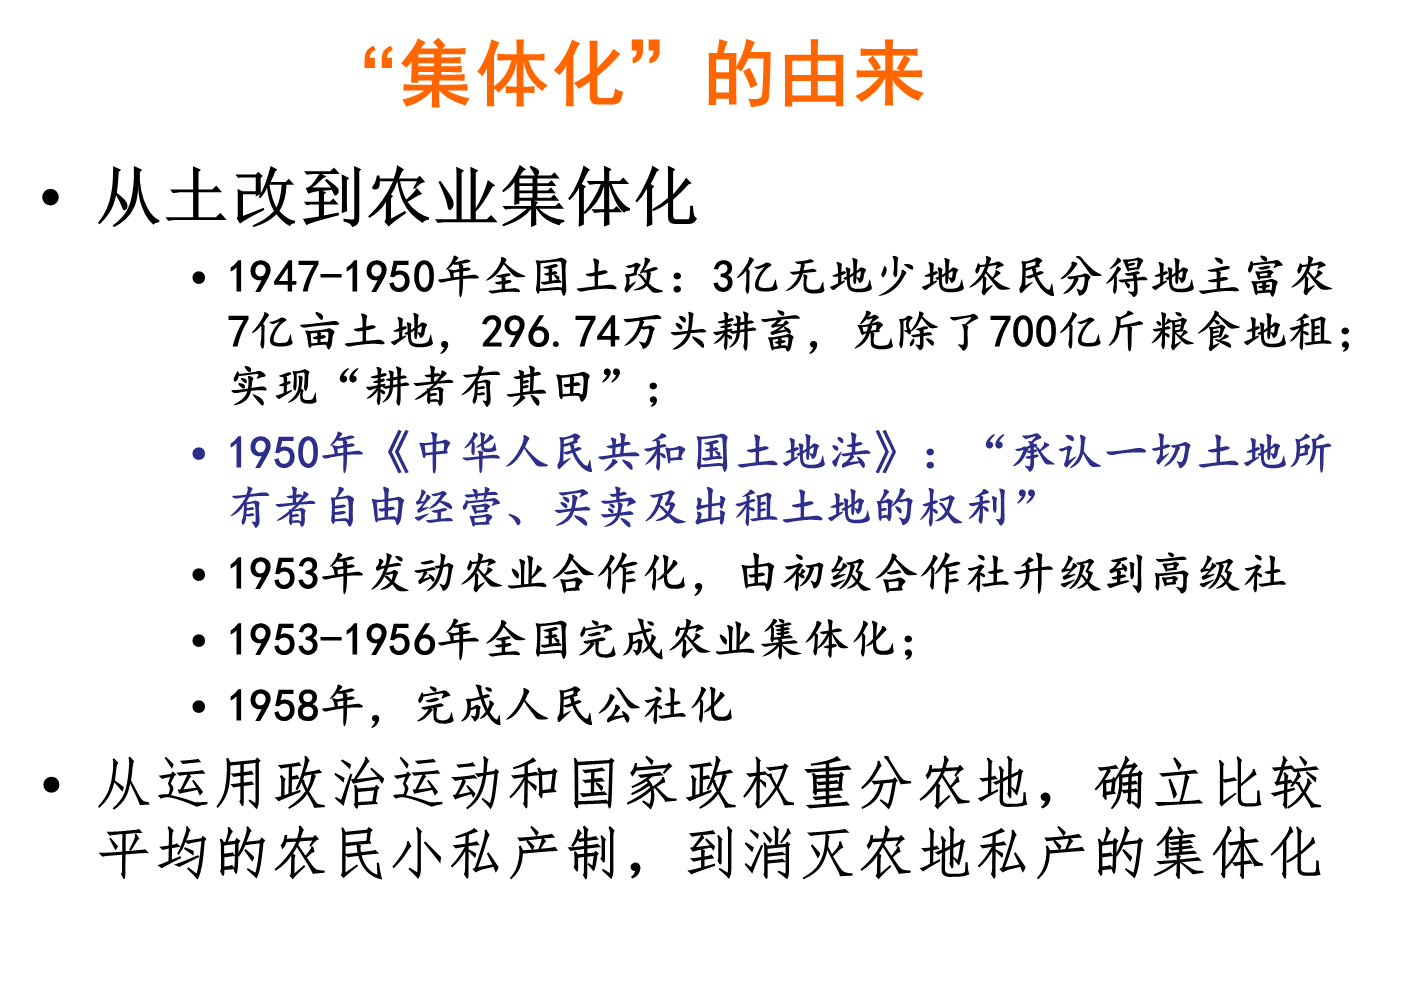 “集体化”的由来
• 从土改到农业集体化
• 1947-1950年全国土改：3亿无地少地农民分得地主富农
7亿亩土地，296.74万头耕畜，免除了700亿斤粮食地租；
实现“耕者有其田”；
• 1950年《中华人民共和国土地法》：“承认一切土地所
有者自由经营、买卖及出租土地的权利”
• 1953年发动农业合作化，由初级合作社升级到高级社
• 1953-1956年全国完成农业集体化；
• 1958年，完成人民公社化
• 从运用政治运动和国家政权重分农地，确立比较
平均的农民小私产制，到消灭农地私产的集体化